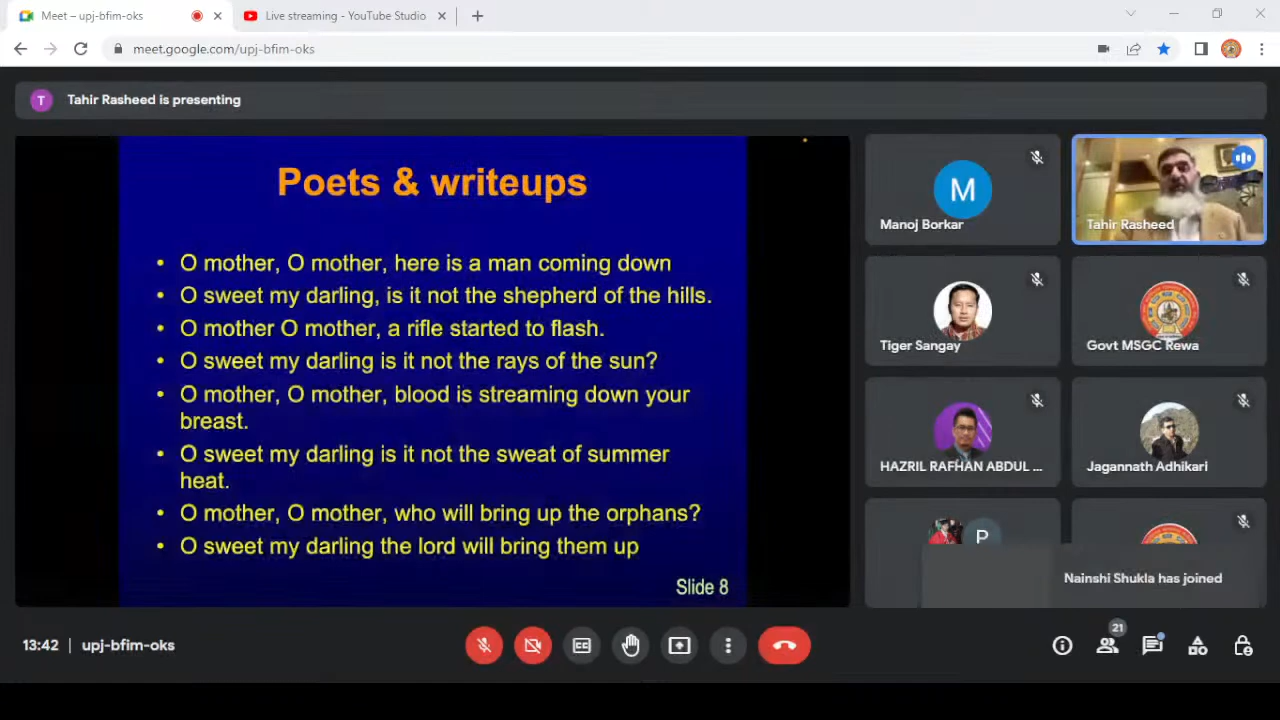 Meet – upj-bfim-oks
Live streaming - YouTube Studio
meet.google.com/upj-bfim-oks
T
Tahir Rasheed is presenting
Poets & writeups
• O mother, O mother, here is a man coming down
• O sweet my darling, is it not the shepherd of the hills.
• O mother O mother, a rifle started to flash.
• O sweet my darling is it not the rays of the sun?
• O mother, O mother, blood is streaming down your
breast.
• O sweet my darling is it not the sweat of summer
heat.
• O mother, O mother, who will bring up the orphans?
• O sweet my darling the lord will bring them up
Slide 8
M
Manoj Borkar
Tahir Rasheed
Tiger Sangay
Govt MSGC Rewa
HAZRIL RAFHAN ABDUL ...
Jagannath Adhikari
P
Nainshi Shukla has joined
13:42 | upj-bfim-oks
CC
21